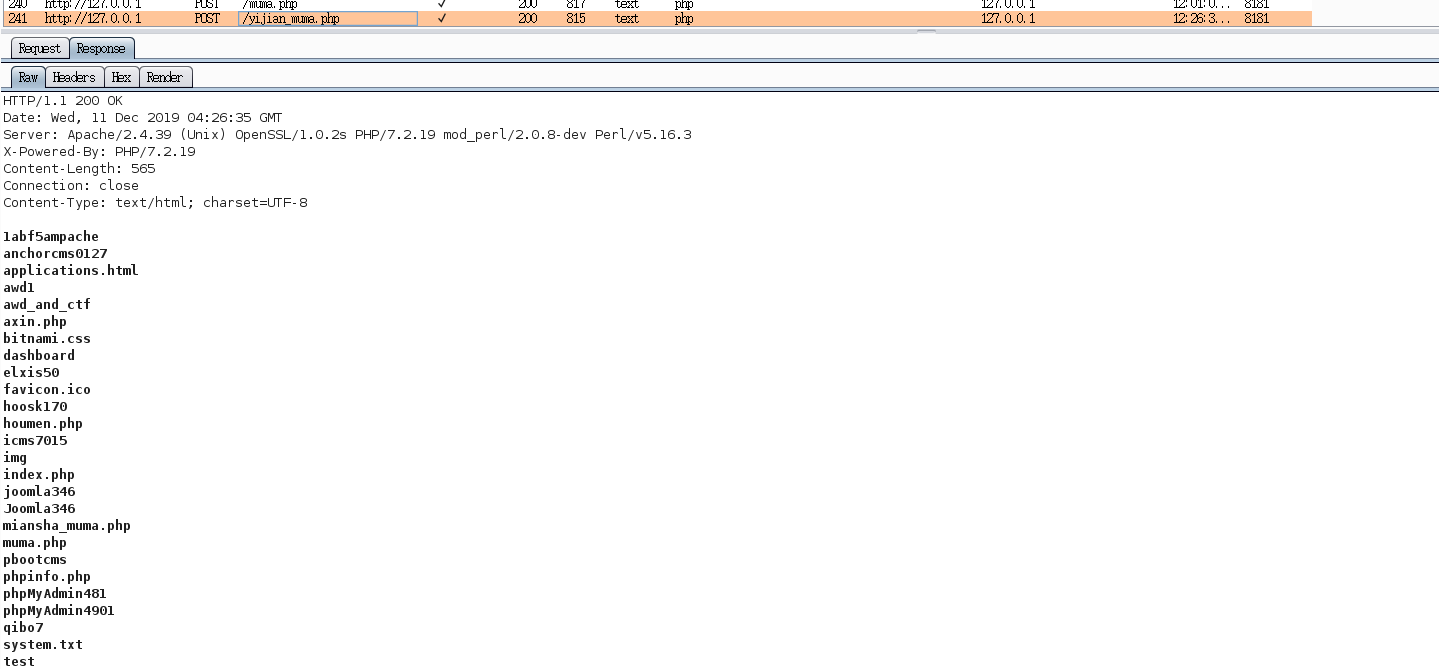 240 http://127.0.0.1 POST /muma.php ✓ 200 817 text php 127.0.0.1 12:01:0... 8181
241 http://127.0.0.1 POST /yijian_muma.php ✓ 200 815 text php 127.0.0.1 12:26:3... 8181
Request Response
Raw Headers Hex Render
HTTP/1.1 200 OK
Date: Wed, 11 Dec 2019 04:26:35 GMT
Server: Apache/2.4.39 (Unix) OpenSSL/1.0.2s PHP/7.2.19 mod_perl/2.0.8-dev Perl/v5.16.3
X-Powered-By: PHP/7.2.19
Content-Length: 565
Connection: close
Content-Type: text/html; charset=UTF-8
1abf5ampache
anchorcms0127
applications.html
awd1
awd_and_ctf
axin.php
bitnami.css
dashboard
elxis50
favicon.ico
hoosk170
houmen.php
icms7015
img
index.php
joomla346
Joomla346
miansha_muma.php
muma.php
pbootcms
phpinfo.php
phpMyAdmin481
phpMyAdmin4901
qibo7
system.txt
test